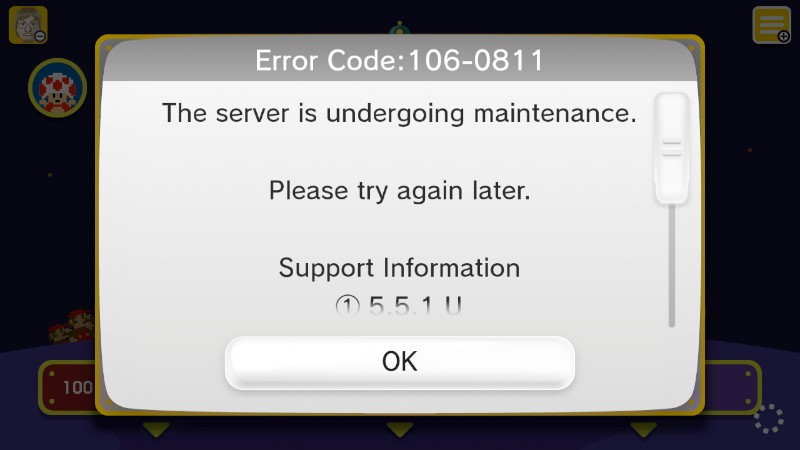 Error Code:106-0811
The server is undergoing maintenance.
Please try again later.
Support Information
① 5.5.1 U
OK
100